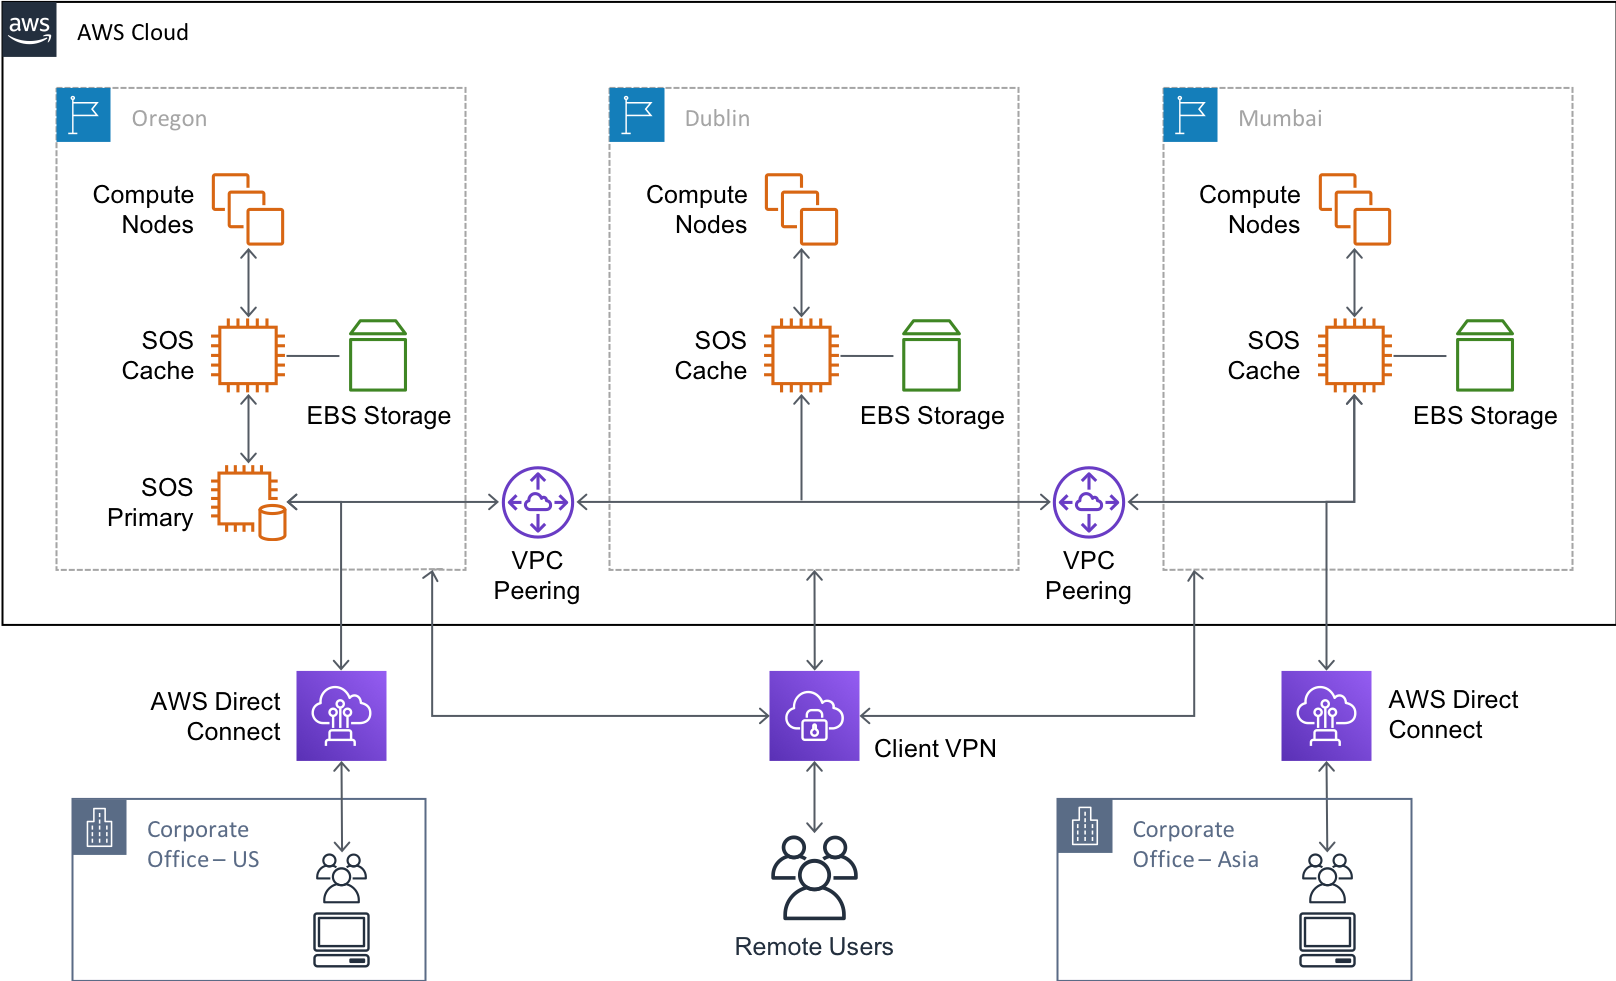 aws
AWS Cloud
Oregon
Dublin
Mumbai
Compute
Nodes
Compute
Nodes
Compute
Nodes
SOS
Cache
SOS
Cache
SOS
Cache
EBS Storage
EBS Storage
EBS Storage
SOS
Primary
VPC
Peering
VPC
Peering
AWS Direct
Connect
Client VPN
AWS Direct
Connect
Corporate
Office – US
Corporate
Office – Asia
Remote Users